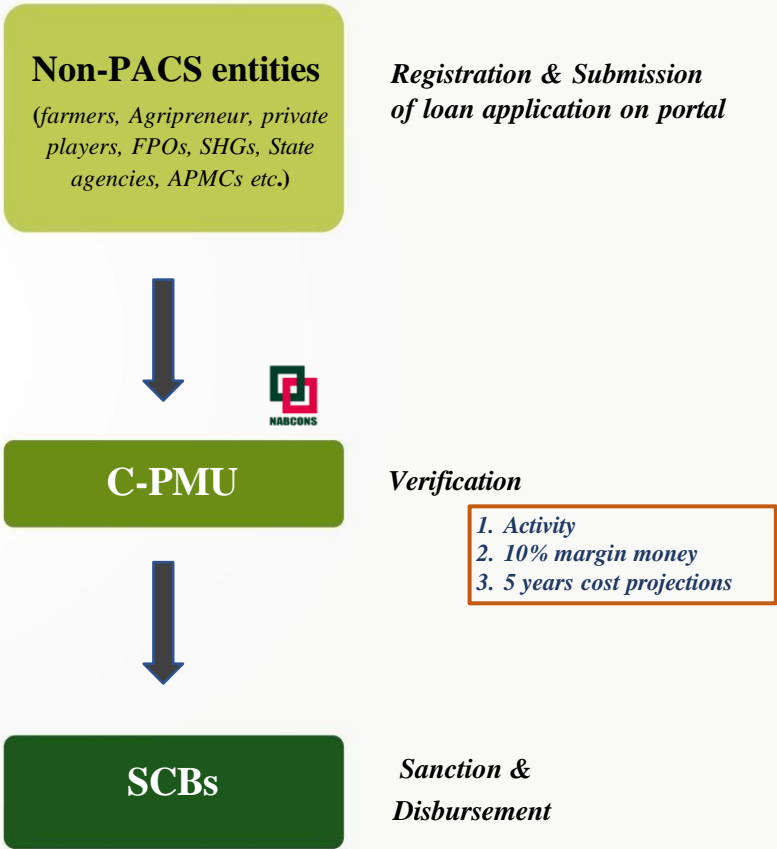 Non-PACS entities
(farmers, Agripreneur, private
players, FPOs, SHGs, State
agencies, APMCs etc.)
Registration & Submission
of loan application on portal
NABCONS
C-PMU
Verification
1. Activity
2. 10% margin money
3. 5 years cost projections
SCBs
Sanction &
Disbursement